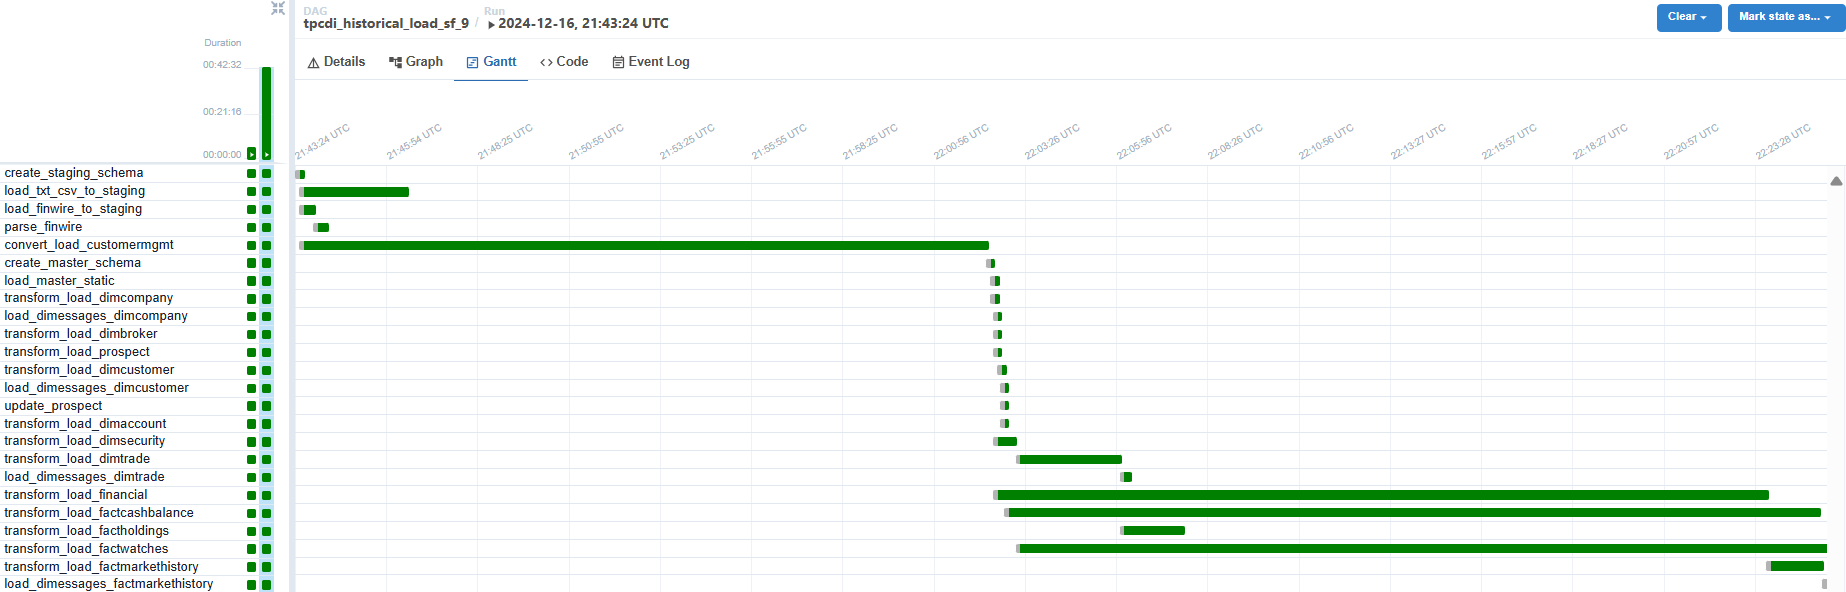 DAG
tpcdi_historical_load_sf_9 /
Run
2024-12-16, 21:43:24 UTC
Clear
Mark state as...
Details
Graph
Gantt
Code
Event Log
Duration
00:42:32
00:21:16
00:00:00
21:43:24 UTC
21:45:54 UTC
21:48:25 UTC
21:50:55 UTC
21:53:25 UTC
21:55:55 UTC
21:58:25 UTC
22:00:56 UTC
22:03:26 UTC
22:05:56 UTC
22:08:26 UTC
22:10:56 UTC
22:13:27 UTC
22:15:57 UTC
22:18:27 UTC
22:20:57 UTC
22:23:28 UTC
create_staging_schema
load_txt_csv_to_staging
load_finwire_to_staging
parse_finwire
convert_load_customermgmt
create_master_schema
load_master_static
transform_load_dimcompany
load_dimessages_dimcompany
transform_load_dimbroker
transform_load_prospect
transform_load_dimcustomer
load_dimessages_dimcustomer
update_prospect
transform_load_dimaccount
transform_load_dimsecurity
transform_load_dimtrade
load_dimessages_dimtrade
transform_load_financial
transform_load_factcashbalance
transform_load_factholdings
transform_load_factwatches
transform_load_factmarkethistory
load_dimessages_factmarkethistory